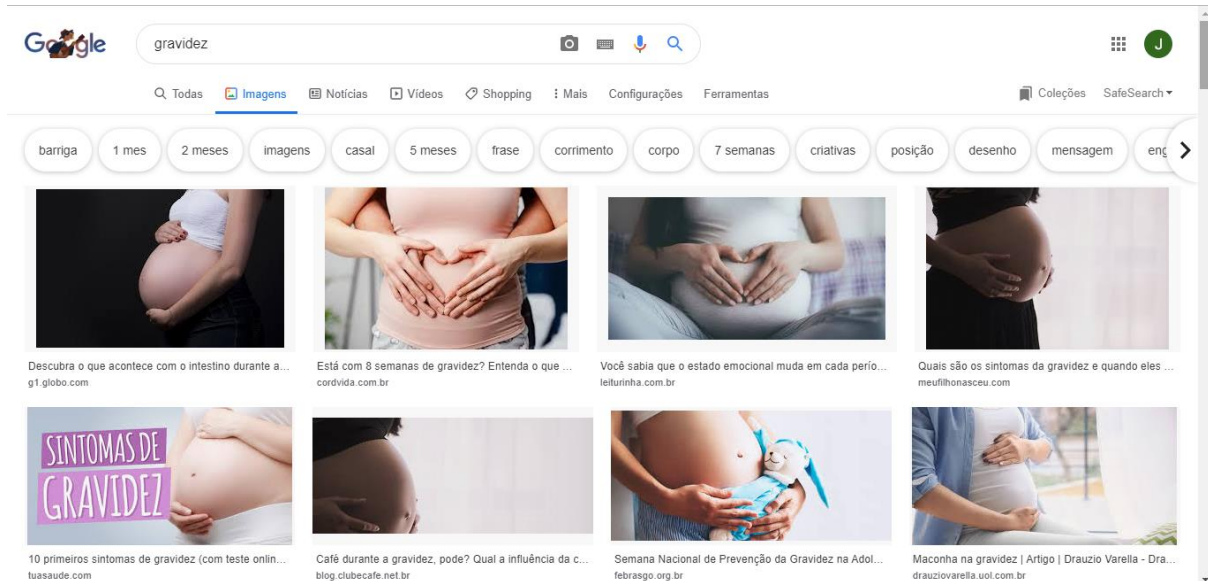 Google
gravidez
J
Todas Imagens Notícias Vídeos Shopping Mais Configurações Ferramentas Coleções SafeSearch
barriga 1 mes 2 meses imagens casal 5 meses frase corrimento corpo 7 semanas criativas posição desenho mensagem eng
Descubra o que acontece com o intestino durante a...
g1.globo.com
Está com 8 semanas de gravidez? Entenda o que ...
cordvida.com.br
Você sabia que o estado emocional muda em cada perío...
leiturinha.com.br
Quais são os sintomas da gravidez e quando eles ...
meufilhonasceu.com
SINTOMAS DE
GRAVIDEZ
10 primeiros sintomas de gravidez (com teste onlin...
tuasaude.com
Café durante a gravidez, pode? Qual a influência da c...
blog.clubecafe.net.br
Semana Nacional de Prevenção da Gravidez na Adol...
febrasgo.org.br
Maconha na gravidez | Artigo | Drauzio Varella - Dra...
drauziovarella.uol.com.br